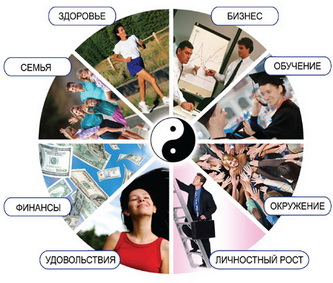 ЗДОРОВЬЕ
БИЗНЕС
СЕМЬЯ
ОБУЧЕНИЕ
ФИНАНСЫ
ОКРУЖЕНИЕ
УДОВОЛЬСТВИЯ
ЛИЧНОСТНЫЙ РОСТ